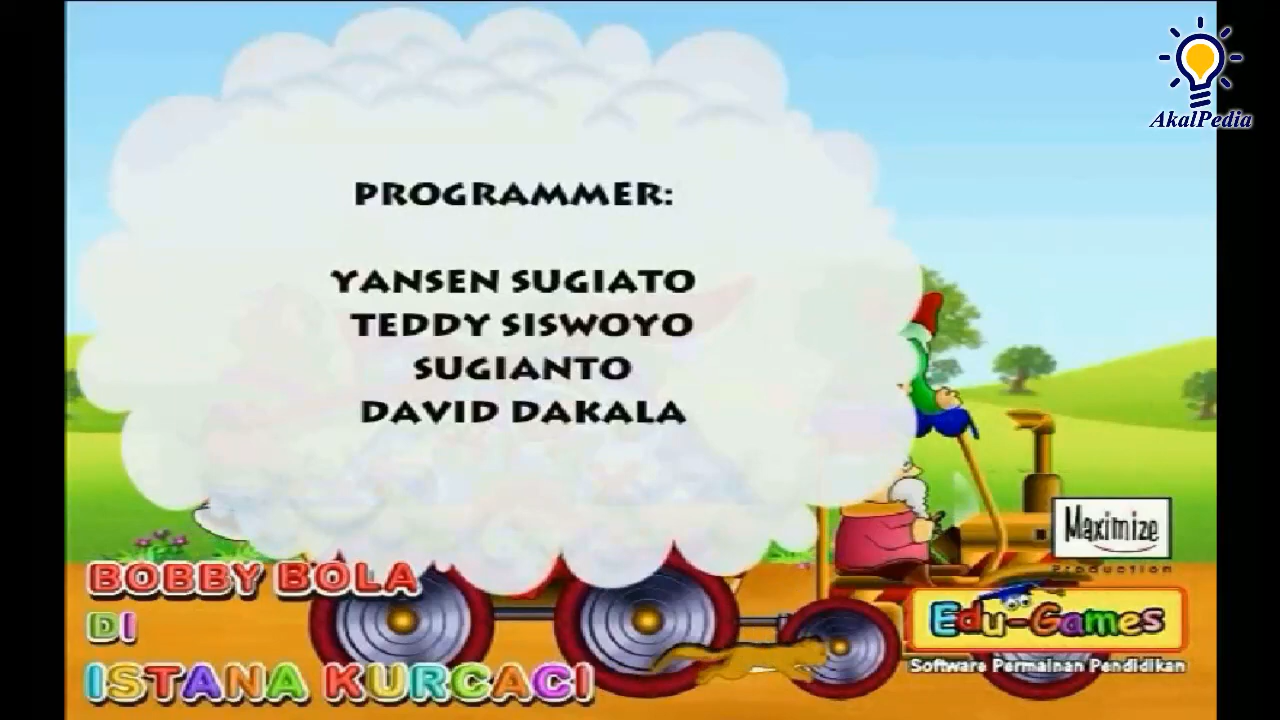 AkalPedia
PROGRAMMER:
YANSEN SUGIATO
TEDDY SISWOYO
SUGIANTO
DAVID DAKALA
Maximize
Production
BOBBY BOLA
DI
ISTANA KURCACI
Edu-Games
Software Permainan Pendidikan